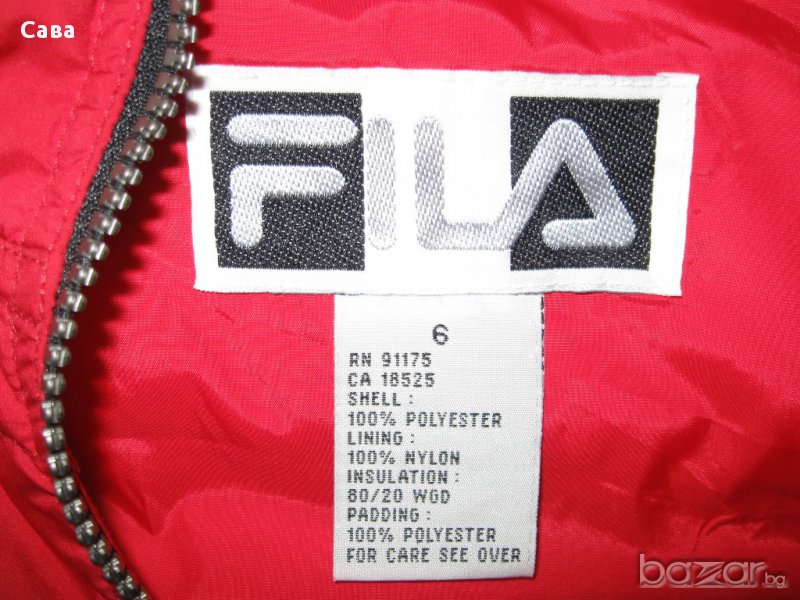 Сава
FILA
6
RN 91175
CA 18525
SHELL :
100% POLYESTER
LINING :
100% NYLON
INSULATION :
80/20 WGD
PADDING :
100% POLYESTER
FOR CARE SEE OVER
bazar.bg